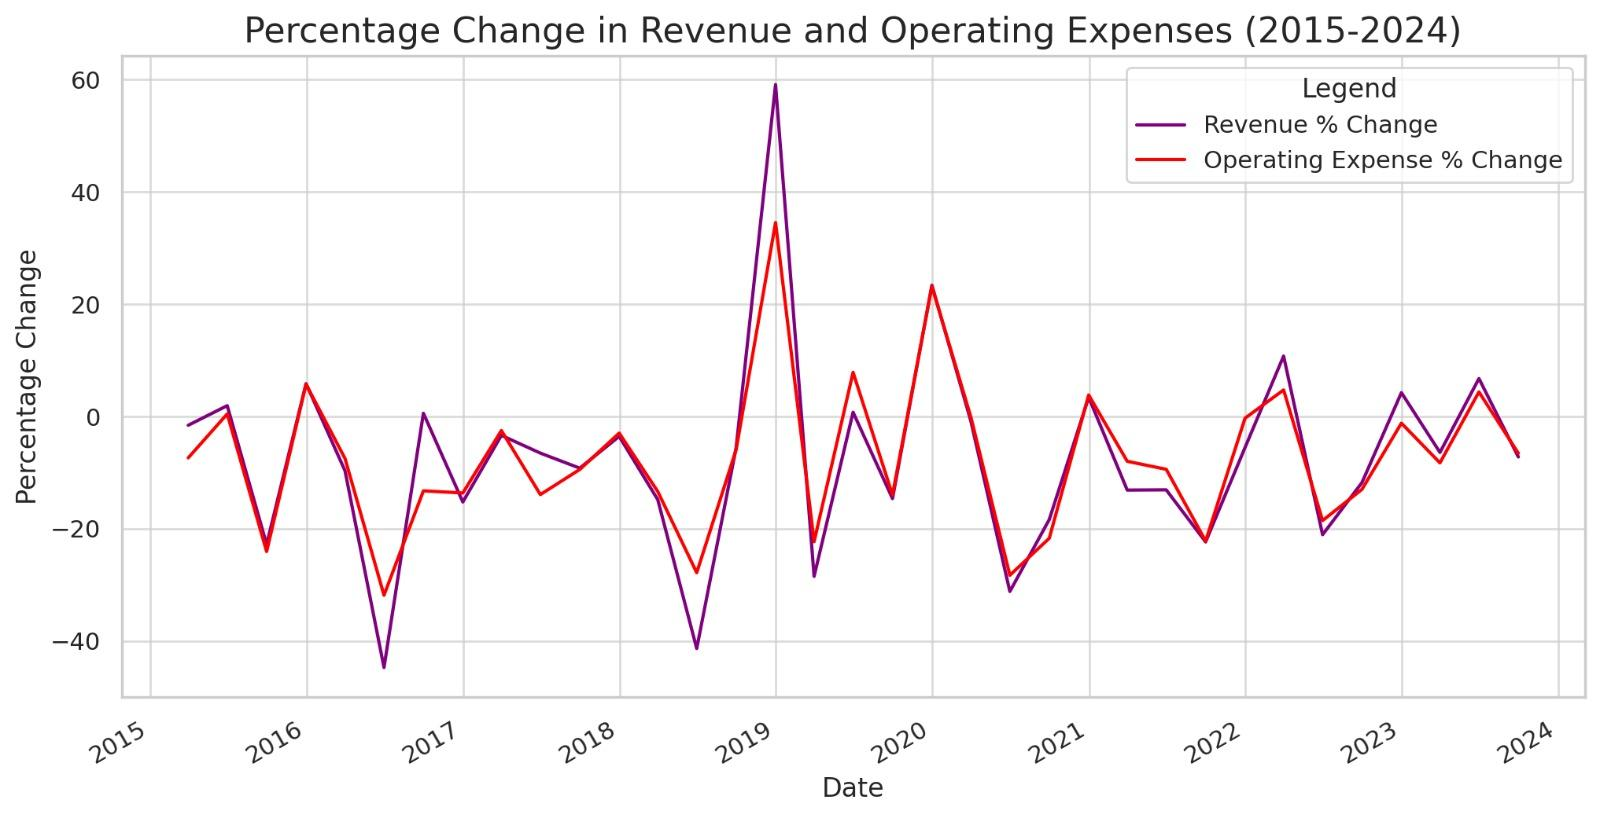 Percentage Change in Revenue and Operating Expenses (2015-2024)
Legend
Revenue % Change
Operating Expense % Change
Percentage Change
60
40
20
0
−20
−40
2015
2016
2017
2018
2019
2020
2021
2022
2023
2024
Date